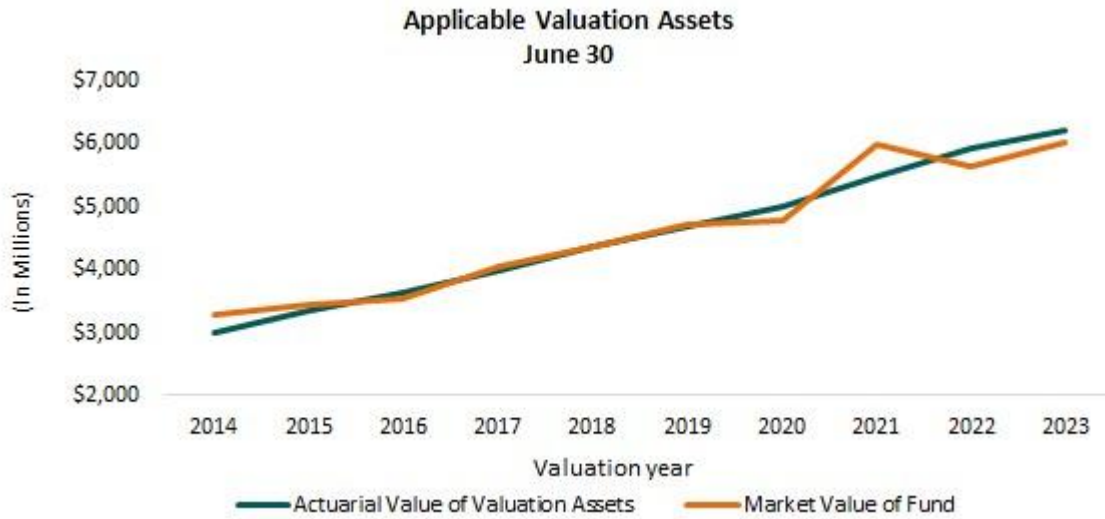 Applicable Valuation Assets
June 30
$7,000
$6,000
$5,000
$4,000
$3,000
$2,000
(In Millions)
2014 2015 2016 2017 2018 2019 2020 2021 2022 2023
Valuation year
Actuarial Value of Valuation Assets Market Value of Fund